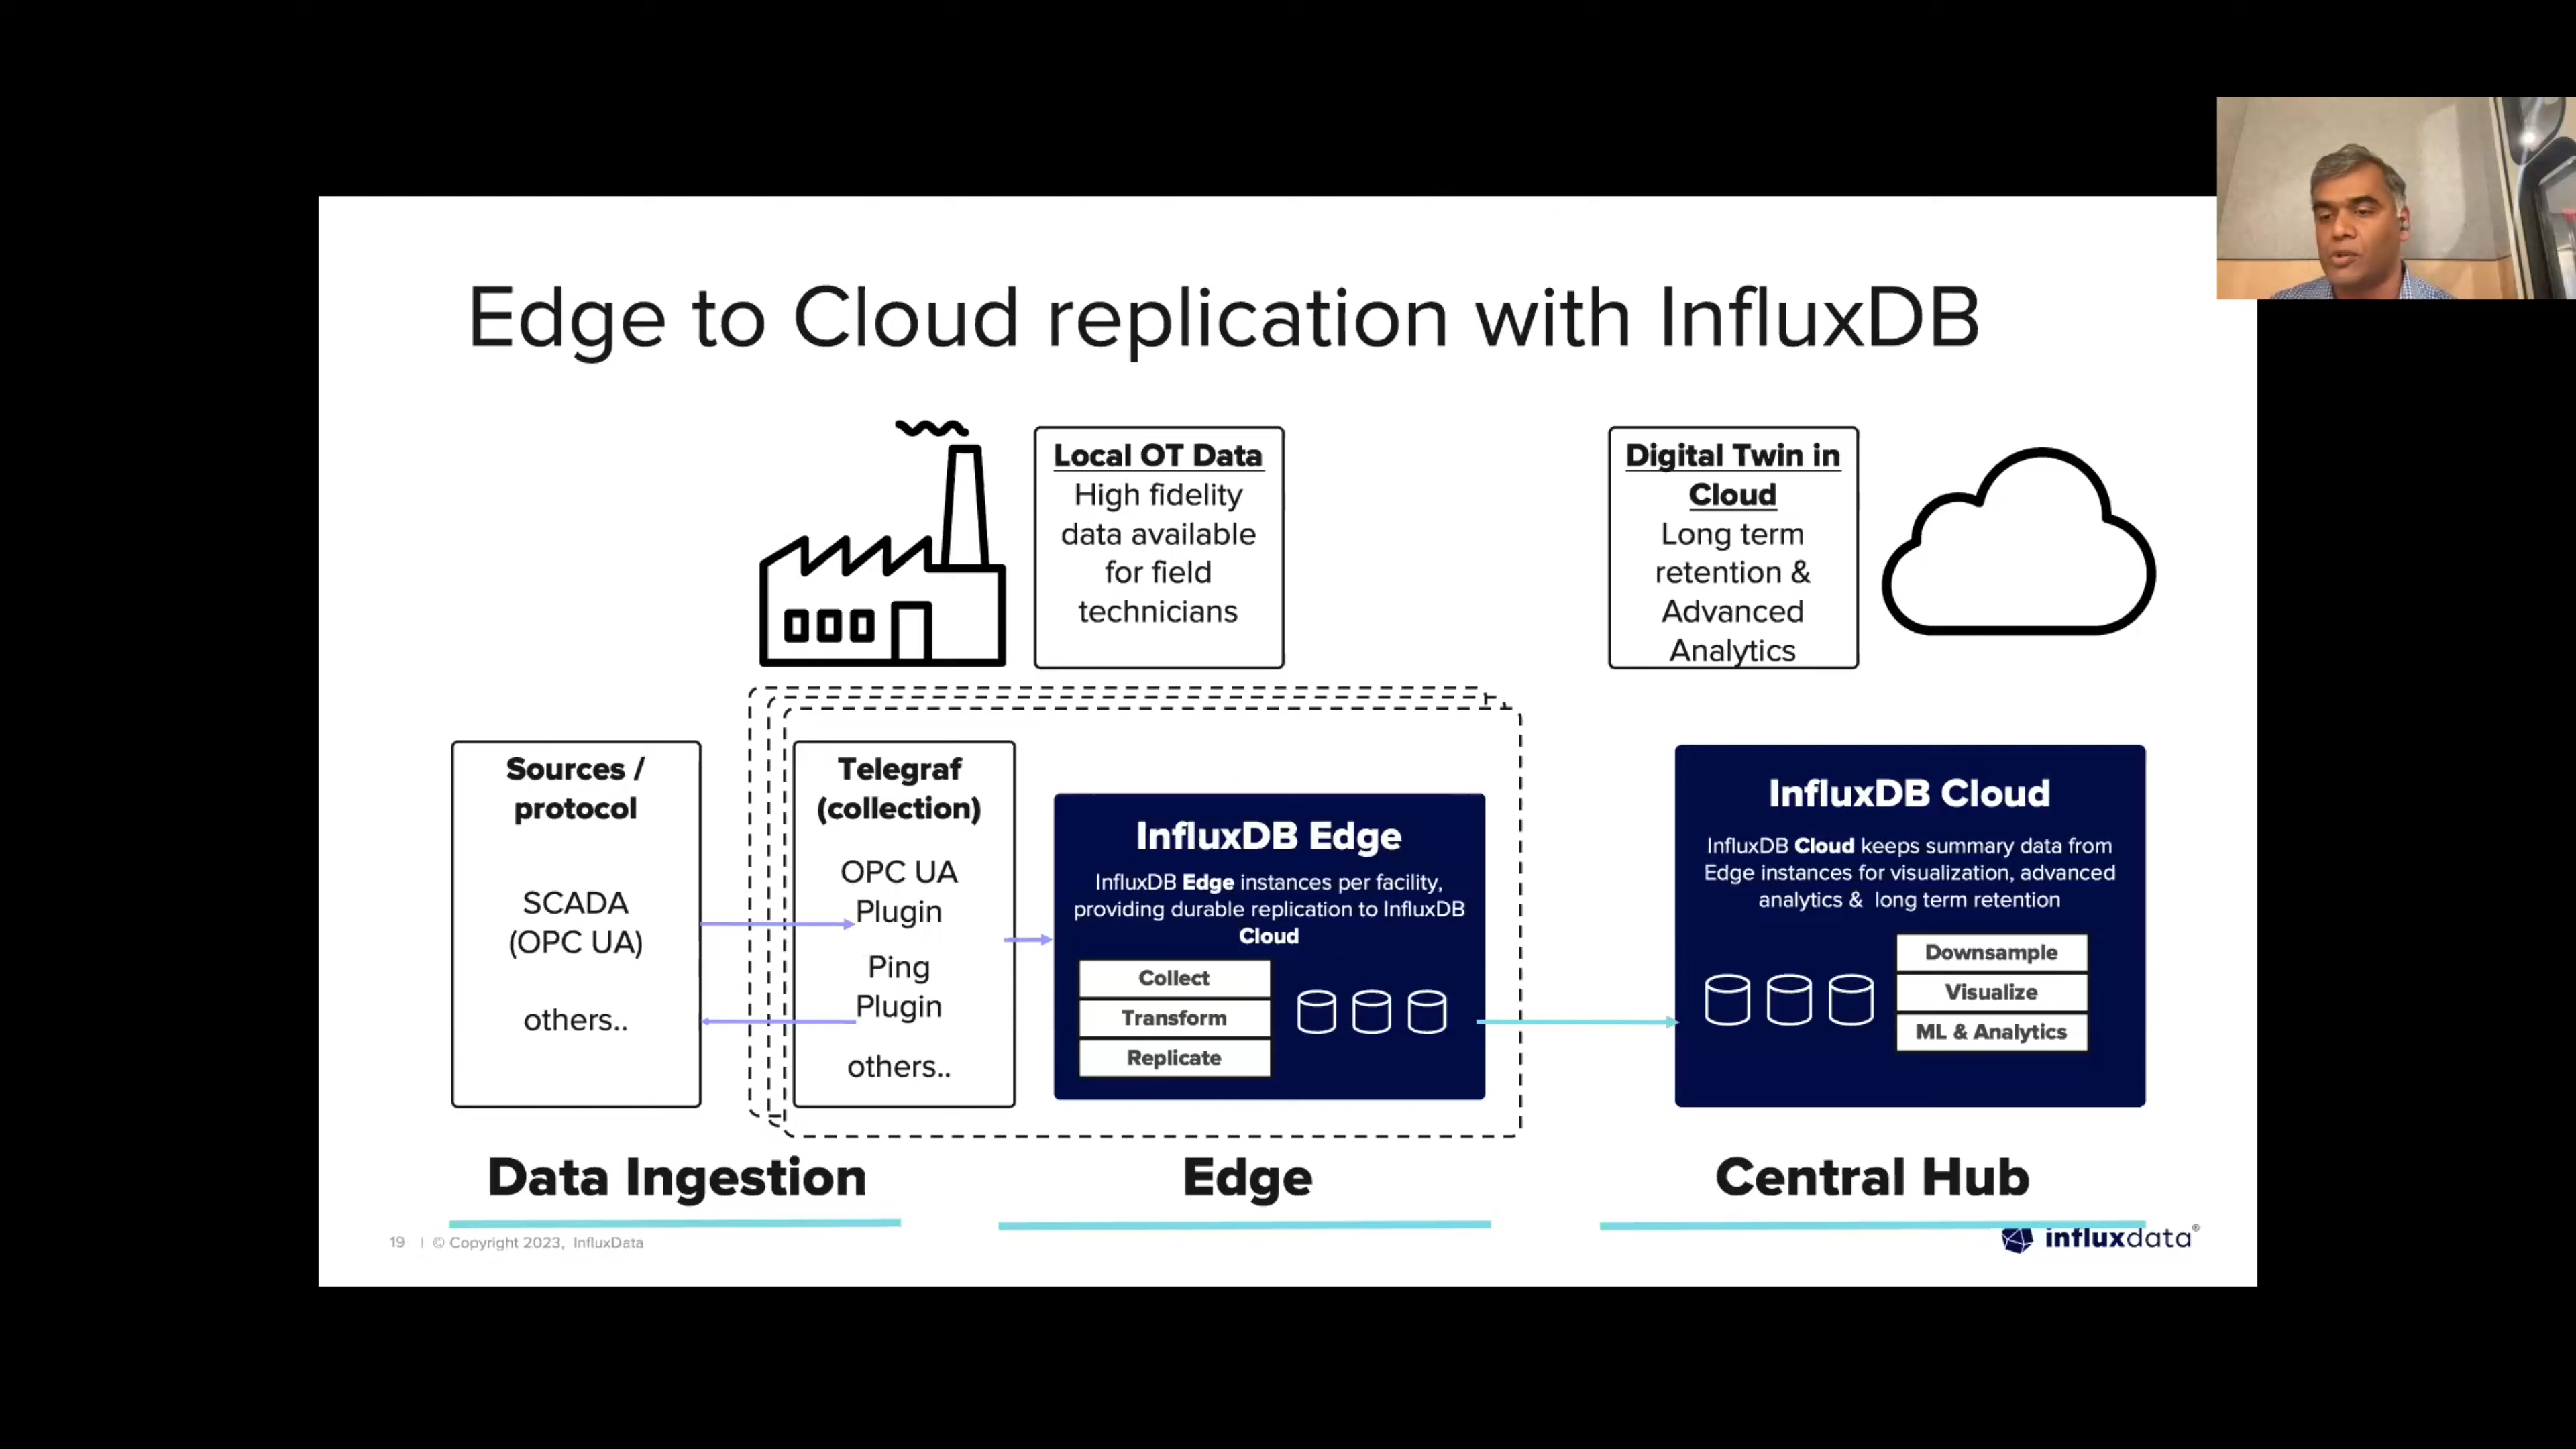 Edge to Cloud replication with InfluxDB
Local OT Data
High fidelity
data available
for field
technicians
Digital Twin in
Cloud
Long term
retention &
Advanced
Analytics
Sources /
protocol
SCADA
(OPC UA)
others..
Telegraf
(collection)
OPC UA
Plugin
Ping
Plugin
others..
InfluxDB Edge
InfluxDB Edge instances per facility,
providing durable replication to InfluxDB
Cloud
Collect
Transform
Replicate
InfluxDB Cloud
InfluxDB Cloud keeps summary data from
Edge instances for visualization, advanced
analytics & long term retention
Downsample
Visualize
ML & Analytics
Data Ingestion
Edge
Central Hub
19 | © Copyright 2023, InfluxData
influxdata®